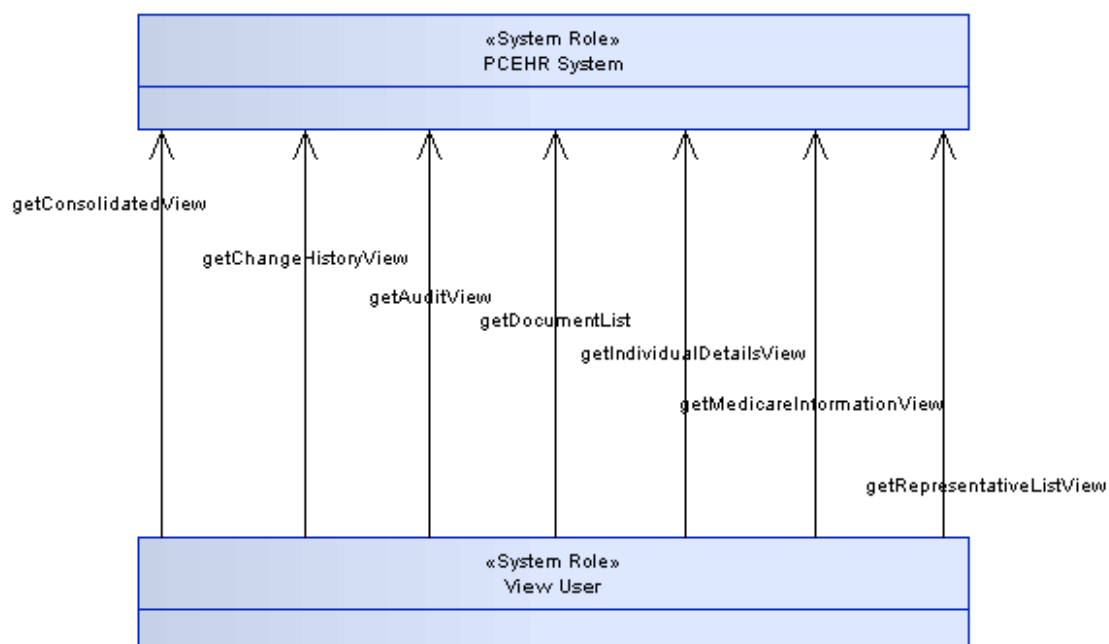 «System Role»
PCEHR System
getConsolidatedView
getChangeHistoryView
getAuditView
getDocumentList
getIndividualDetailsView
getMedicareInformationView
getRepresentativeListView
«System Role»
View User